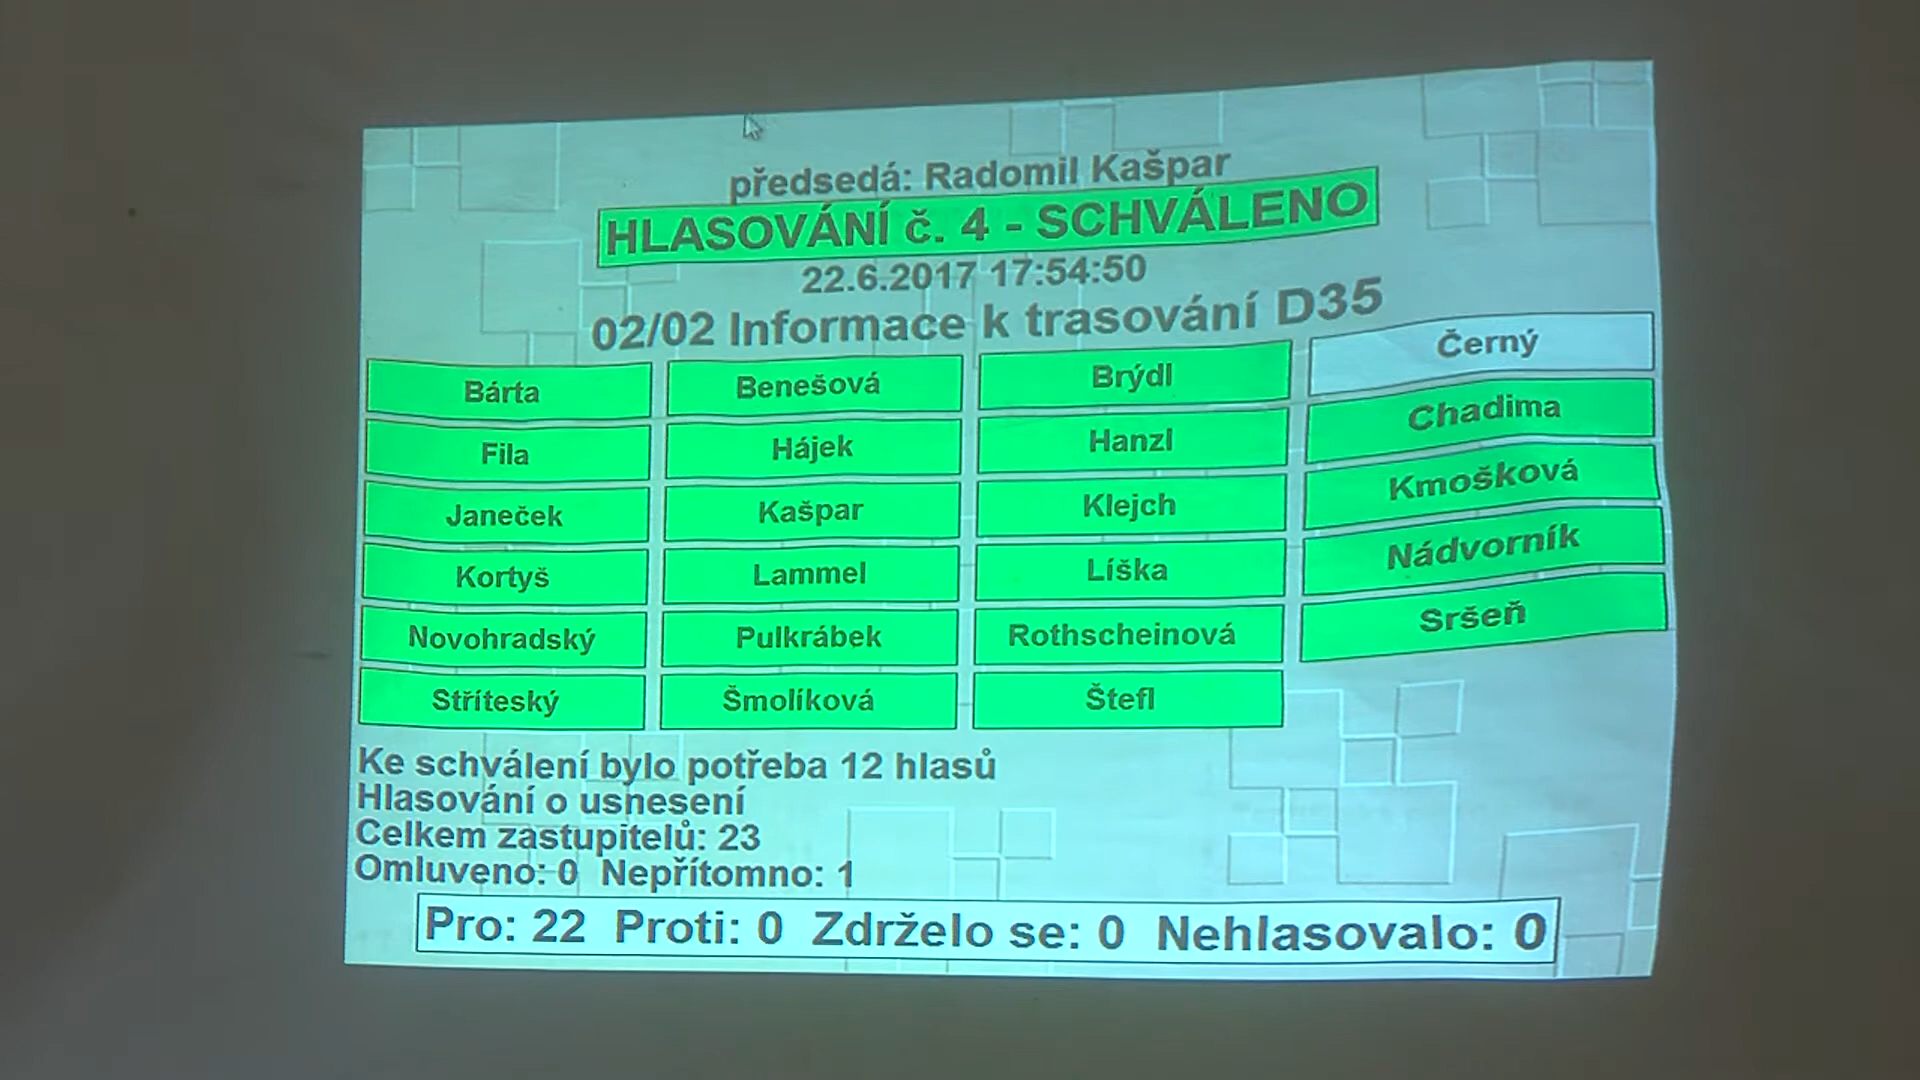 předsedá: Radomil Kašpar
HLASOVÁNÍ č. 4 - SCHVÁLENO
22.6.2017 17:54:50
02/02 Informace k trasování D35
Bárta Benešová Brýdl Černý
Fila Hájek Hanzl Chadima
Janeček Kašpar Klejch Kmošková
Kortyš Lammel Líška Nádvorník
Novohradský Pulkrábek Rothscheinová Sršeň
Stříteský Šmolíková Štefl
Ke schválení bylo potřeba 12 hlasů
Hlasování o usnesení
Celkem zastupitelů: 23
Omluveno: 0 Nepřítomno: 1
Pro: 22 Proti: 0 Zdrželo se: 0 Nehlasovalo: 0